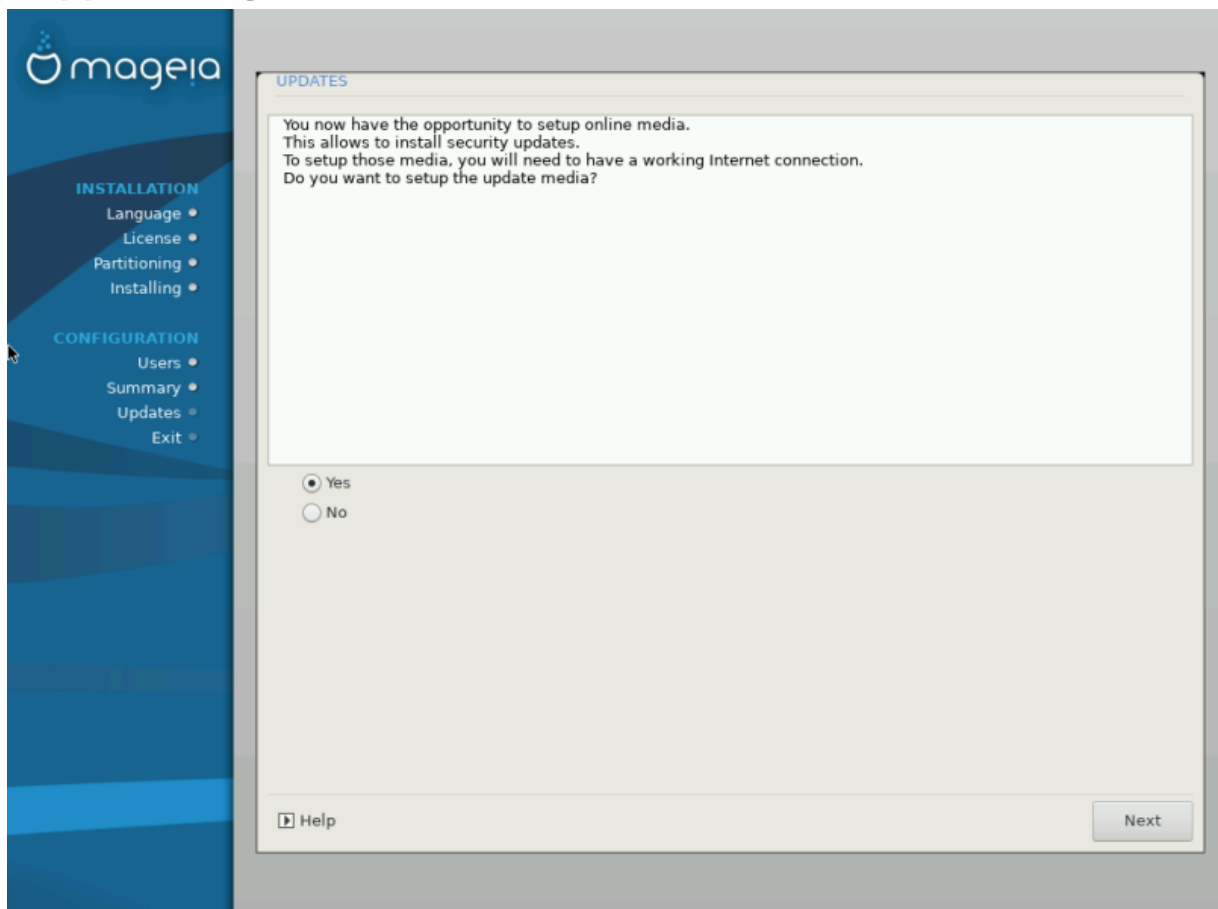 mageia
INSTALLATION
Language
License
Partitioning
Installing
CONFIGURATION
Users
Summary
Updates
Exit
UPDATES
You now have the opportunity to setup online media.
This allows to install security updates.
To setup those media, you will need to have a working Internet connection.
Do you want to setup the update media?
Yes
No
Help
Next